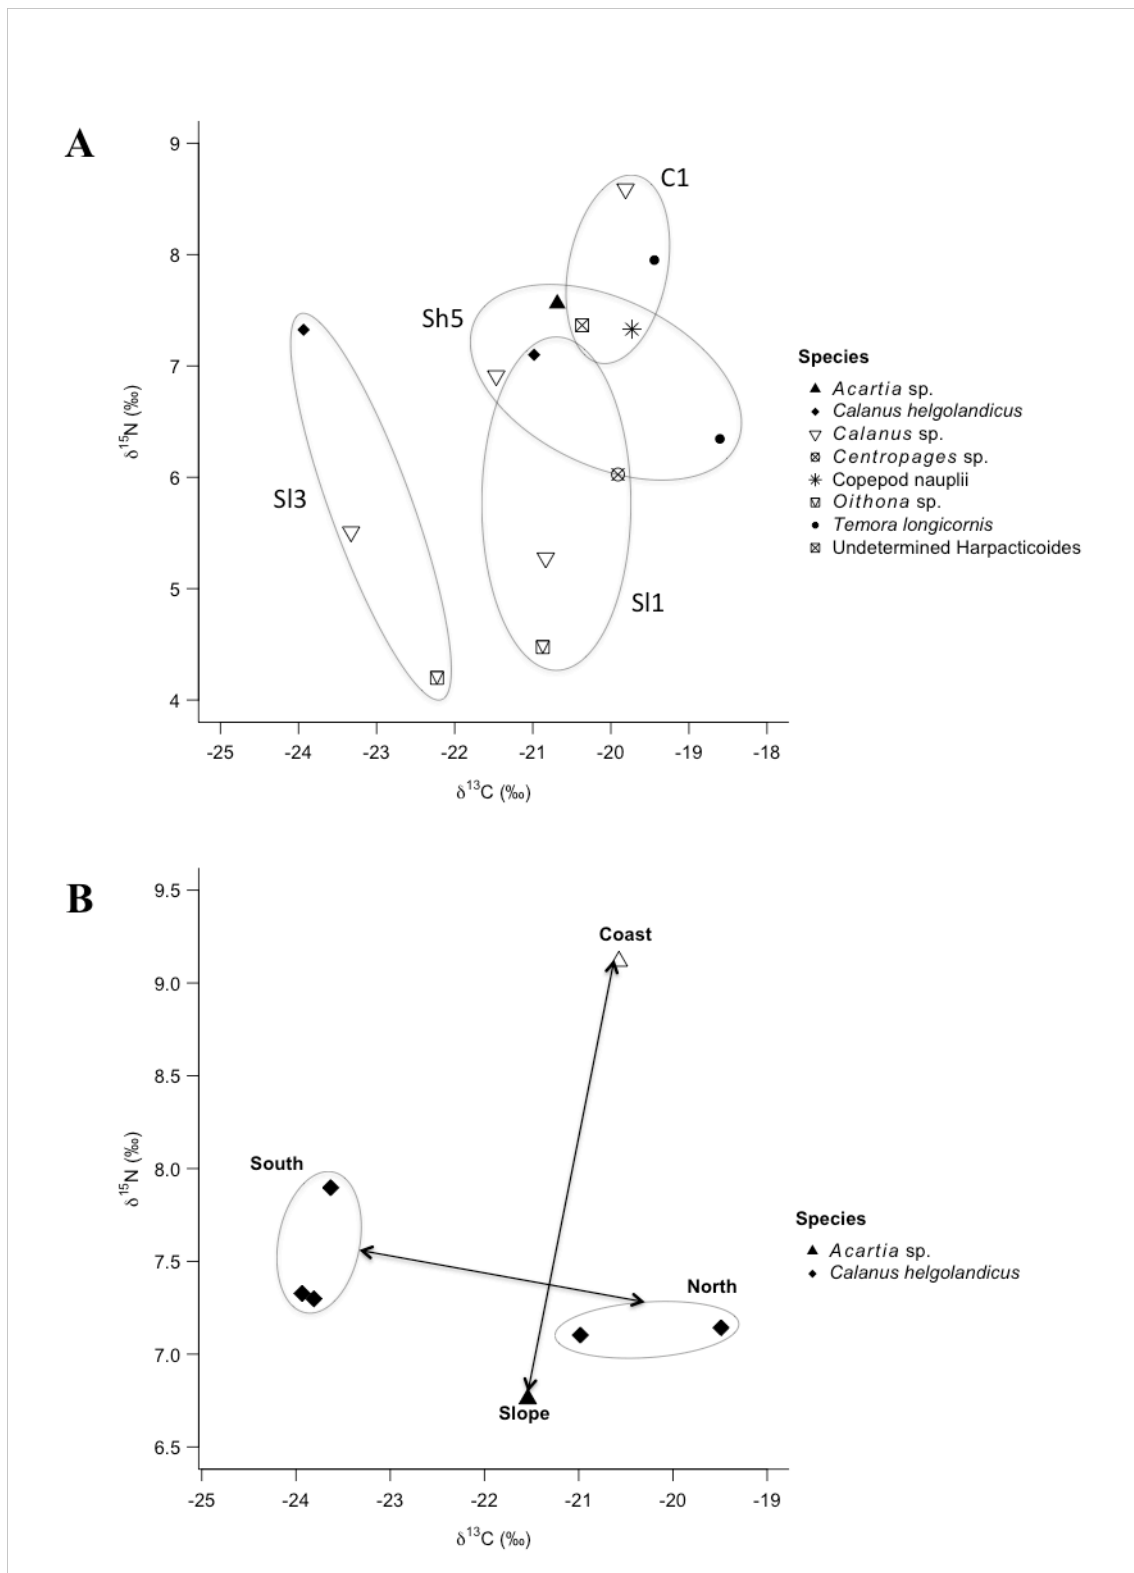 A
9
8
7
6
5
4
δ15N (‰)
C1
Sh5
Sl3
Sl1
-25 -24 -23 -22 -21 -20 -19 -18
δ13C (‰)
Species
Acartia sp.
Calanus helgolandicus
Calanus sp.
Centropages sp.
Copepod nauplii
Oithona sp.
Temora longicornis
Undetermined Harpacticoides
B
9.5
9.0
8.5
8.0
7.5
7.0
6.5
δ15N (‰)
Coast
South
North
Slope
-25 -24 -23 -22 -21 -20 -19
δ13C (‰)
Species
Acartia sp.
Calanus helgolandicus